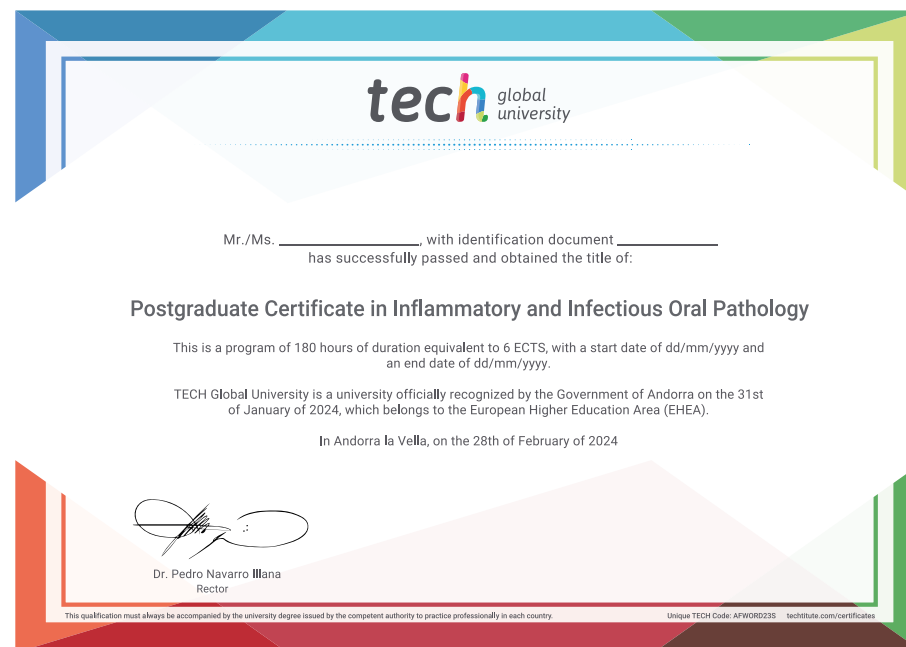 tech global university
Mr./Ms. ____________________, with identification document ______________
has successfully passed and obtained the title of:
Postgraduate Certificate in Inflammatory and Infectious Oral Pathology
This is a program of 180 hours of duration equivalent to 6 ECTS, with a start date of dd/mm/yyyy and
an end date of dd/mm/yyyy.
TECH Global University is a university officially recognized by the Government of Andorra on the 31st
of January of 2024, which belongs to the European Higher Education Area (EHEA).
In Andorra la Vella, on the 28th of February of 2024
Dr. Pedro Navarro Illana
Rector
This qualification must always be accompanied by the university degree issued by the competent authority to practice professionally in each country. Unique TECH Code: AFWORD23S techtitute.com/certificates